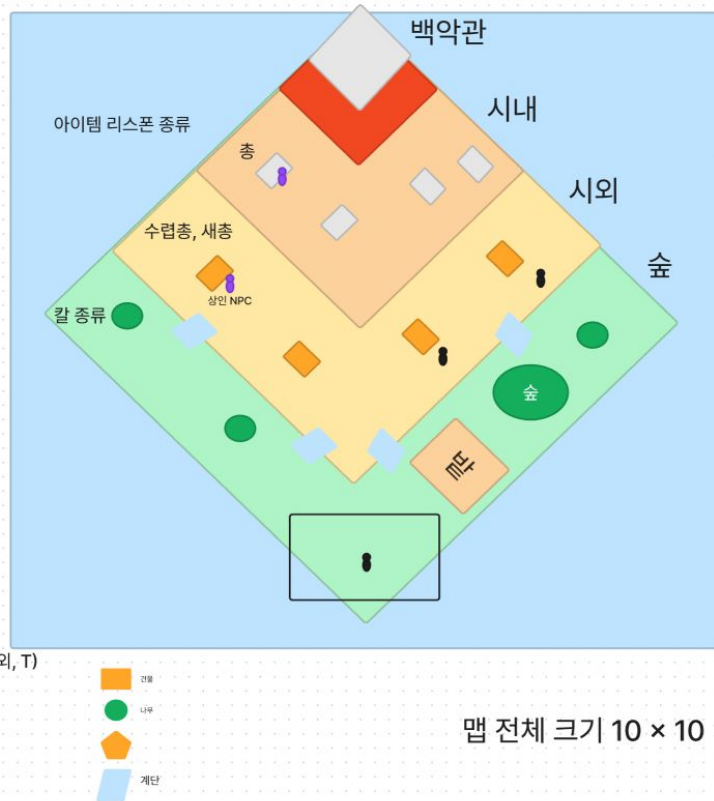 백악관
시내
아이템 리스폰 종류
총
시외
수렵총, 새총
숲
상인 NPC
칼 종류
숲
밭
외, T)
건물
나무
맵 전체 크기 10 × 10
계단